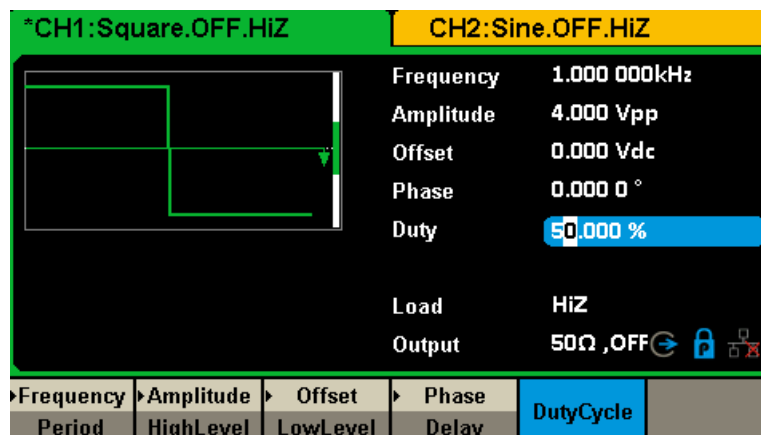 *CH1:Square.OFF.HiZ CH2:Sine.OFF.HiZ
Frequency 1.000 000kHz
Amplitude 4.000 Vpp
Offset 0.000 Vdc
Phase 0.000 0 °
Duty 50.000 %
Load HiZ
Output 50Ω ,OFF P
Frequency Amplitude Offset Phase DutyCycle
Period HighLevel LowLevel Delay